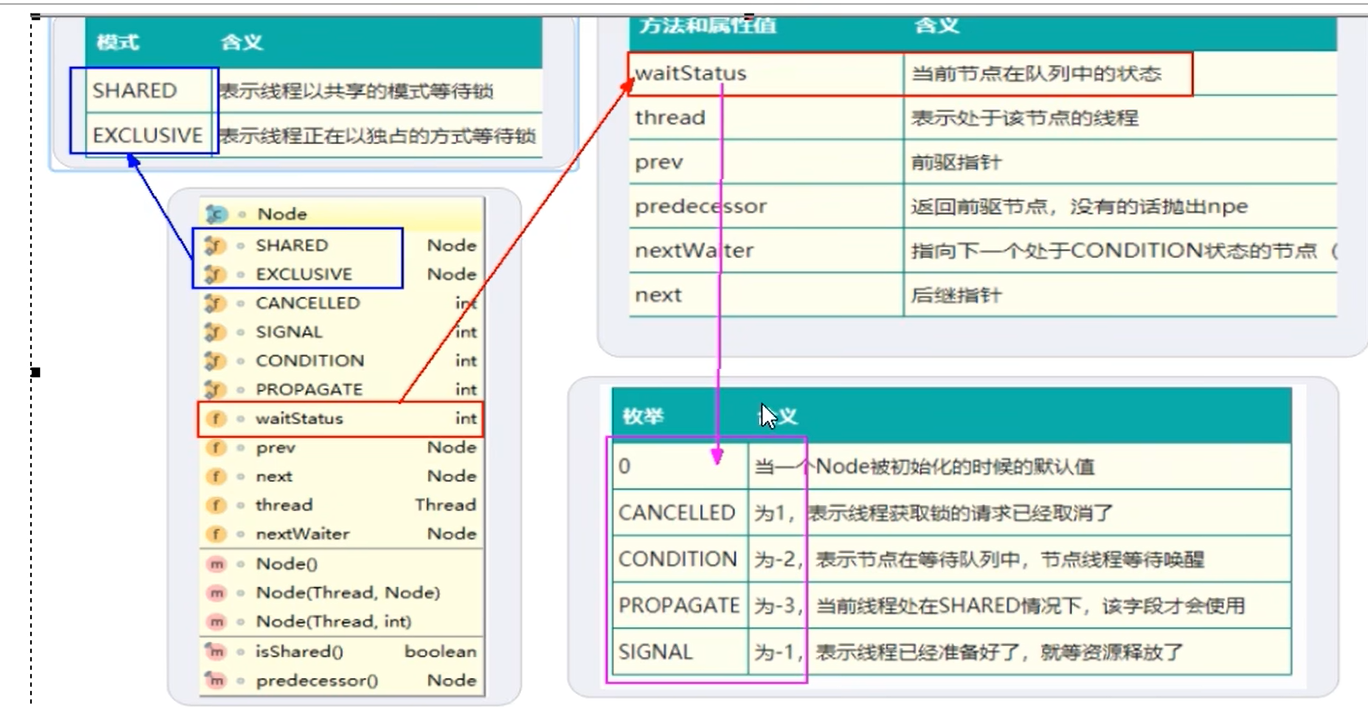 模式 含义
SHARED 表示线程以共享的模式等待锁
EXCLUSIVE 表示线程正在以独占的方式等待锁
方法和属性值 含义
waitStatus 当前节点在队列中的状态
thread 表示处于该节点的线程
prev 前驱指针
predecessor 返回前驱节点，没有的话抛出npe
nextWaiter 指向下一个处于CONDITION状态的节点（
next 后继指针
Node
SHARED Node
EXCLUSIVE Node
CANCELLED int
SIGNAL int
CONDITION int
PROPAGATE int
waitStatus int
prev Node
next Node
thread Thread
nextWaiter Node
Node()
Node(Thread, Node)
Node(Thread, int)
isShared() boolean
predecessor() Node
枚举 含义
0 当一个Node被初始化的时候的默认值
CANCELLED 为1，表示线程获取锁的请求已经取消了
CONDITION 为-2，表示节点在等待队列中，节点线程等待唤醒
PROPAGATE 为-3，当前线程处在SHARED情况下，该字段才会使用
SIGNAL 为-1，表示线程已经准备好了，就等资源释放了